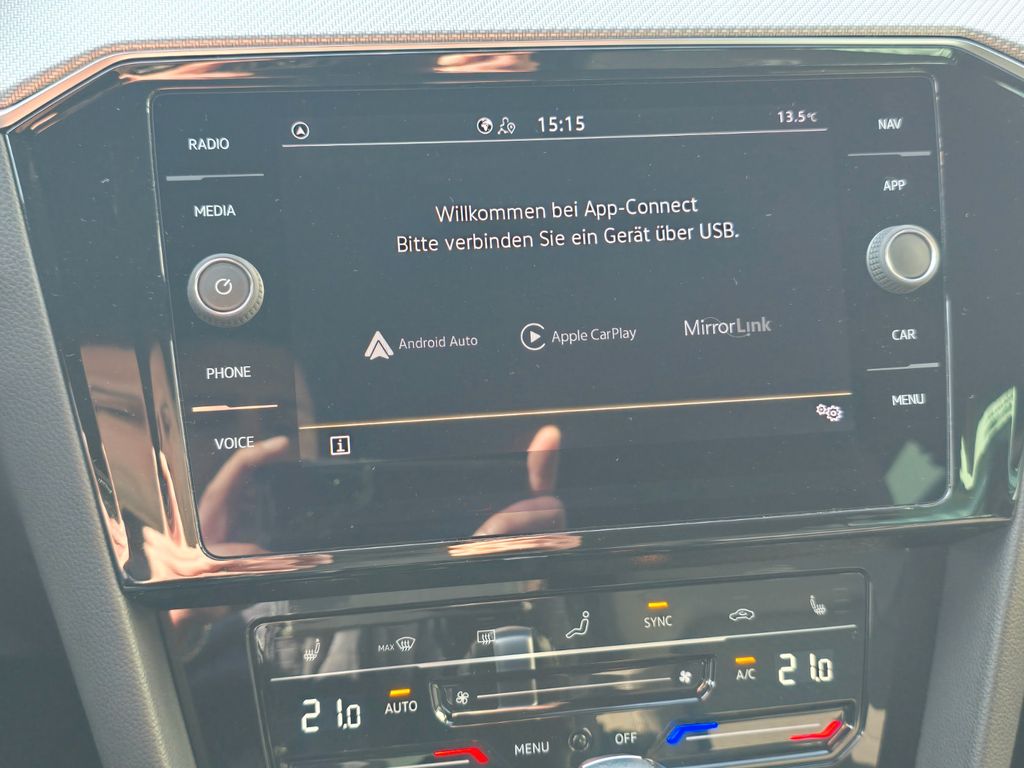 RADIO
MEDIA
PHONE
VOICE
15:15
13.5°C
Willkommen bei App-Connect
Bitte verbinden Sie ein Gerät über USB.
Android Auto
Apple CarPlay
MirrorLink
i
NAV
APP
CAR
MENU
MAX
SYNC
21.0
AUTO
A/C
21.0
MENU
OFF